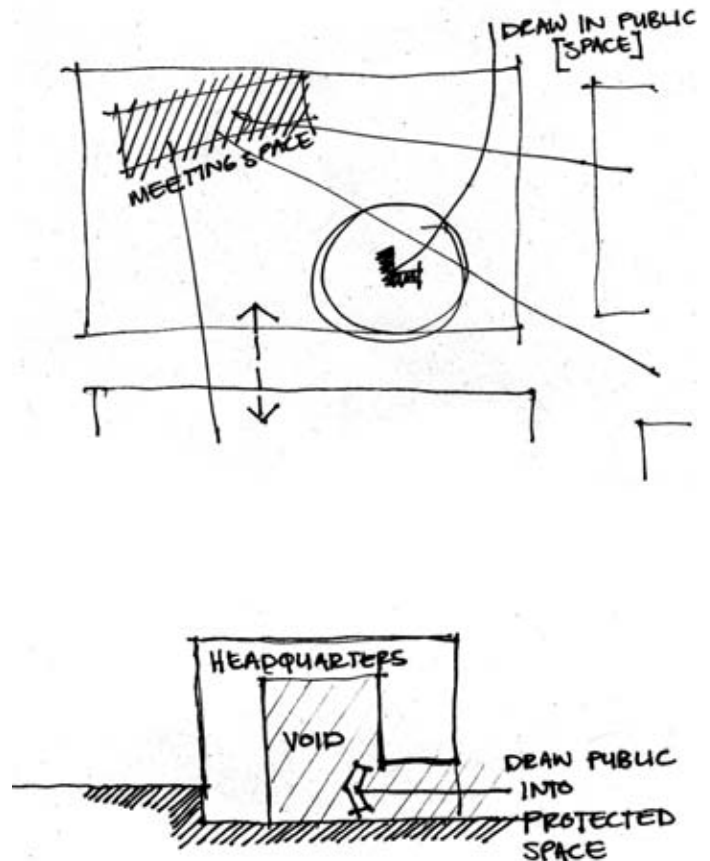 DRAW IN PUBLIC
[SPACE]
MEETING SPACE
HEADQUARTERS
VOID
DRAW PUBLIC
INTO
PROTECTED
SPACE